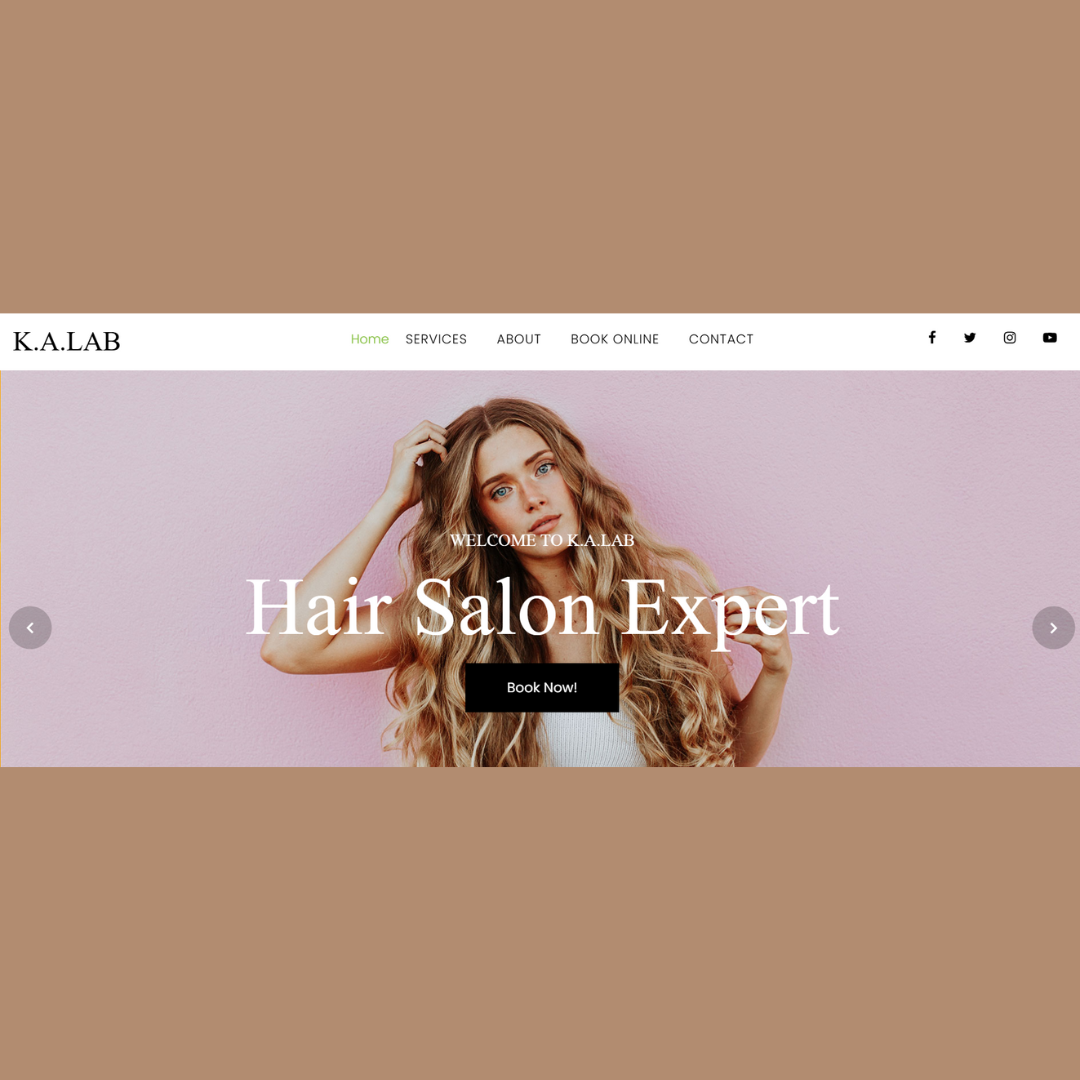 K.A.LAB
Home SERVICES ABOUT BOOK ONLINE CONTACT
WELCOME TO K.A.LAB
Hair Salon Expert
Book Now!